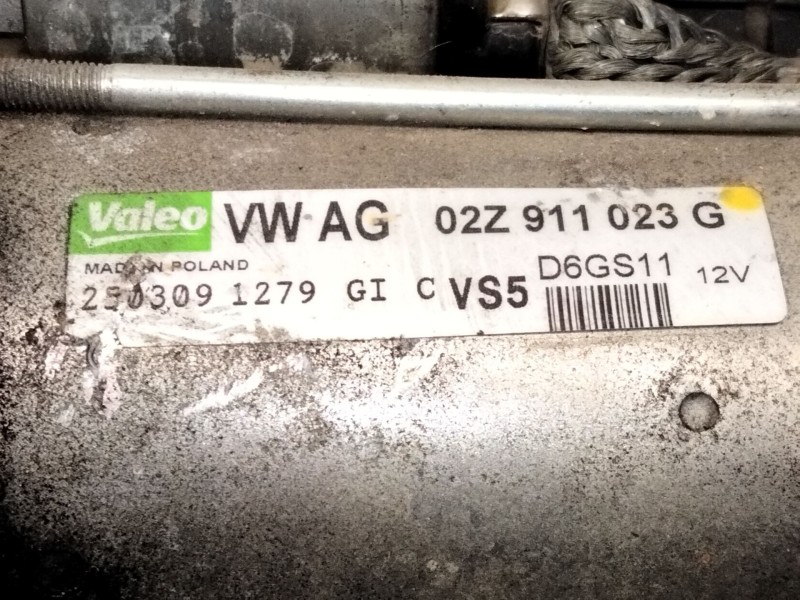 Valeo VW AG 02Z 911 023 G
MADE IN POLAND
1279 GI C VS5 D6GS11 12V